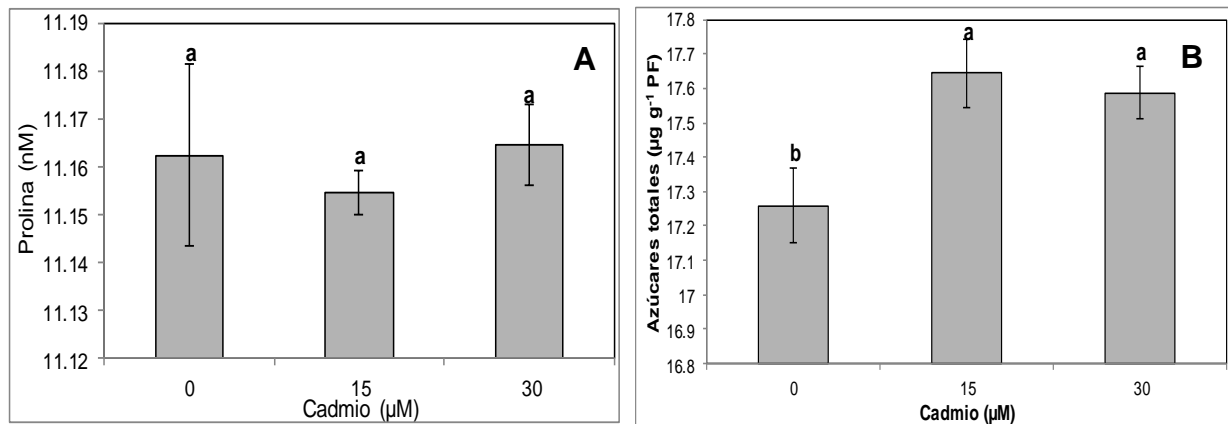 A
Prolina (nM)
11.19
11.18
11.17
11.16
11.15
11.14
11.13
11.12
a
a
a
0 15 30
Cadmio (µM)
B
Azúcares totales (µg g⁻¹ PF)
17.8
17.7
17.6
17.5
17.4
17.3
17.2
17.1
17
16.9
16.8
b
a
a
0 15 30
Cadmio (µM)